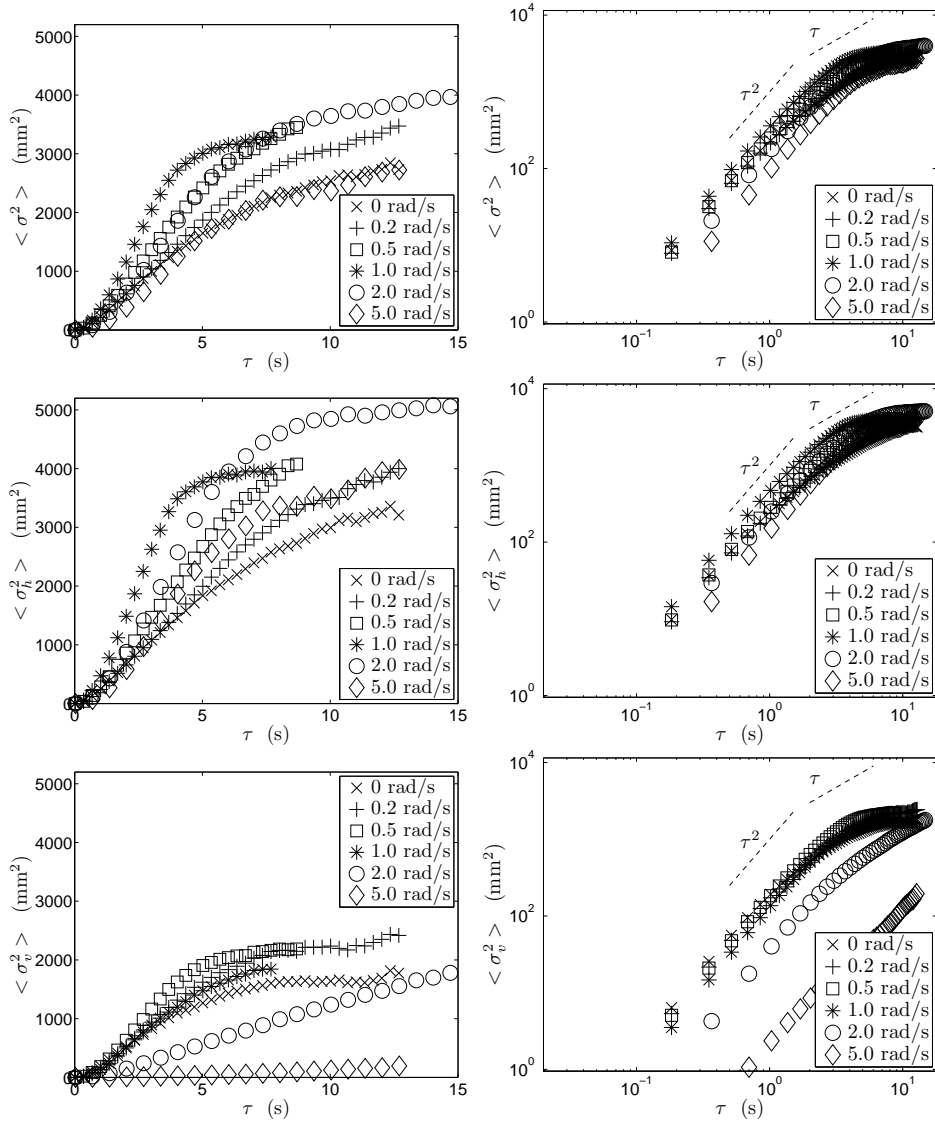 < σ² > (mm²)
5000
4000
3000
2000
1000
0
0 5 10 15
τ (s)
0 rad/s
0.2 rad/s
0.5 rad/s
1.0 rad/s
2.0 rad/s
5.0 rad/s
< σ² > (mm²)
10⁴
10²
10⁰
10⁻¹ 10⁰ 10¹
τ (s)
τ²
τ
0 rad/s
0.2 rad/s
0.5 rad/s
1.0 rad/s
2.0 rad/s
5.0 rad/s
< σ²ₕ > (mm²)
5000
4000
3000
2000
1000
0
0 5 10 15
τ (s)
0 rad/s
0.2 rad/s
0.5 rad/s
1.0 rad/s
2.0 rad/s
5.0 rad/s
< σ²ₕ > (mm²)
10⁴
10²
10⁰
10⁻¹ 10⁰ 10¹
τ (s)
τ²
τ
0 rad/s
0.2 rad/s
0.5 rad/s
1.0 rad/s
2.0 rad/s
5.0 rad/s
< σ²ᵥ > (mm²)
5000
4000
3000
2000
1000
0
0 5 10 15
τ (s)
0 rad/s
0.2 rad/s
0.5 rad/s
1.0 rad/s
2.0 rad/s
5.0 rad/s
< σ²ᵥ > (mm²)
10⁴
10²
10⁰
10⁻¹ 10⁰ 10¹
τ (s)
τ²
τ
0 rad/s
0.2 rad/s
0.5 rad/s
1.0 rad/s
2.0 rad/s
5.0 rad/s